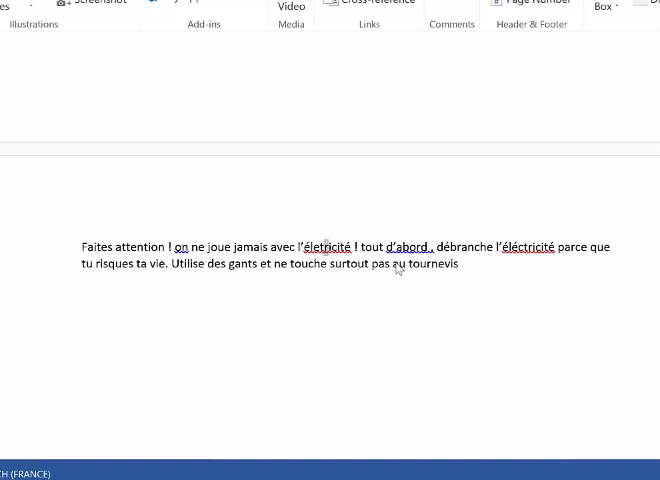 Video
Cross-reference
Page Number
Box
Illustrations Add-ins Media Links Comments Header & Footer
Faites attention ! on ne joue jamais avec l'életricité ! tout d'abord , débranche l'éléctricité parce que
tu risques ta vie. Utilise des gants et ne touche surtout pas au tournevis
CH (FRANCE)